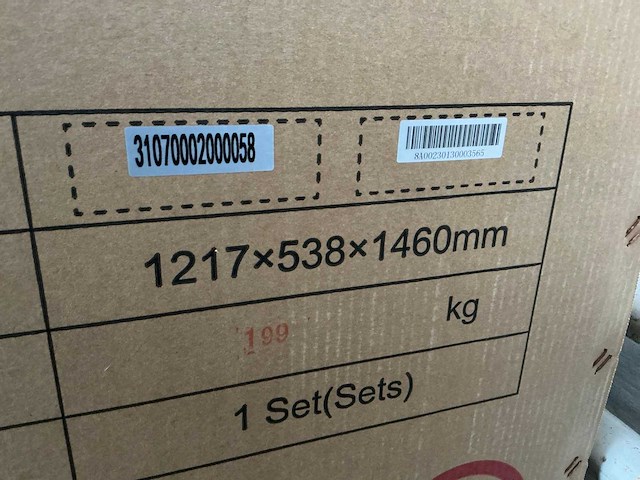 31070002000058
8A00230130003565
1217×538×1460mm
199 kg
1 Set(Sets)